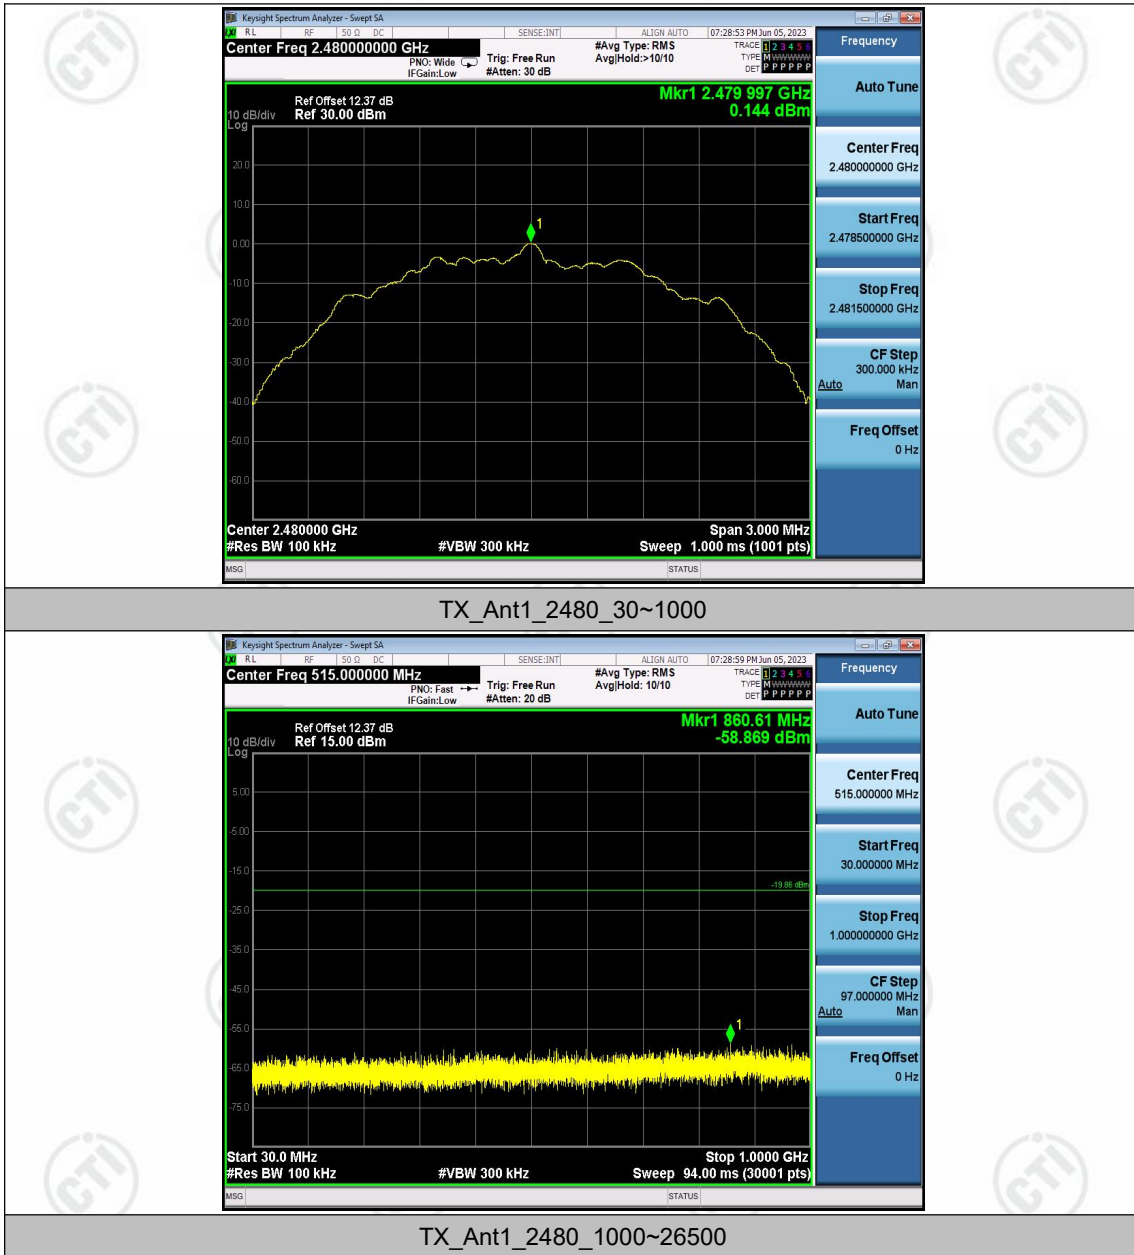 Keysight Spectrum Analyzer - Swept SA
LXI RL RF 50 Ω DC SENSE:INT ALIGN AUTO 07:28:53 PM Jun 05, 2023
Center Freq 2.480000000 GHz
PNO: Wide
IFGain:Low
Trig: Free Run
#Atten: 30 dB
#Avg Type: RMS
Avg|Hold:>10/10
TRACE 1 2 3 4 5 6
TYPE M W W W W W
DET P P P P P P
Ref Offset 12.37 dB
10 dB/div Ref 30.00 dBm
Log
Mkr1 2.479 997 GHz
0.144 dBm
1
20.0
10.0
0.00
-10.0
-20.0
-30.0
-40.0
-50.0
-60.0
Center 2.480000 GHz Span 3.000 MHz
#Res BW 100 kHz #VBW 300 kHz Sweep 1.000 ms (1001 pts)
MSG STATUS
Frequency
Auto Tune
Center Freq
2.480000000 GHz
Start Freq
2.478500000 GHz
Stop Freq
2.481500000 GHz
CF Step
300.000 kHz
Auto Man
Freq Offset
0 Hz
TX_Ant1_2480_30~1000
Keysight Spectrum Analyzer - Swept SA
LXI RL RF 50 Ω DC SENSE:INT ALIGN AUTO 07:28:59 PM Jun 05, 2023
Center Freq 515.000000 MHz
PNO: Fast
IFGain:Low
Trig: Free Run
#Atten: 20 dB
#Avg Type: RMS
Avg|Hold: 10/10
TRACE 1 2 3 4 5 6
TYPE M W W W W W
DET P P P P P P
Ref Offset 12.37 dB
10 dB/div Ref 15.00 dBm
Log
Mkr1 860.61 MHz
-58.869 dBm
5.00
-5.00
-15.0
-19.86 dBm
-25.0
-35.0
-45.0
-55.0
1
-65.0
-75.0
Start 30.0 MHz Stop 1.0000 GHz
#Res BW 100 kHz #VBW 300 kHz Sweep 94.00 ms (30001 pts)
MSG STATUS
Frequency
Auto Tune
Center Freq
515.000000 MHz
Start Freq
30.000000 MHz
Stop Freq
1.000000000 GHz
CF Step
97.000000 MHz
Auto Man
Freq Offset
0 Hz
TX_Ant1_2480_1000~26500
CTI
CTI
CTI
CTI
CTI
CTI
CTI
CTI